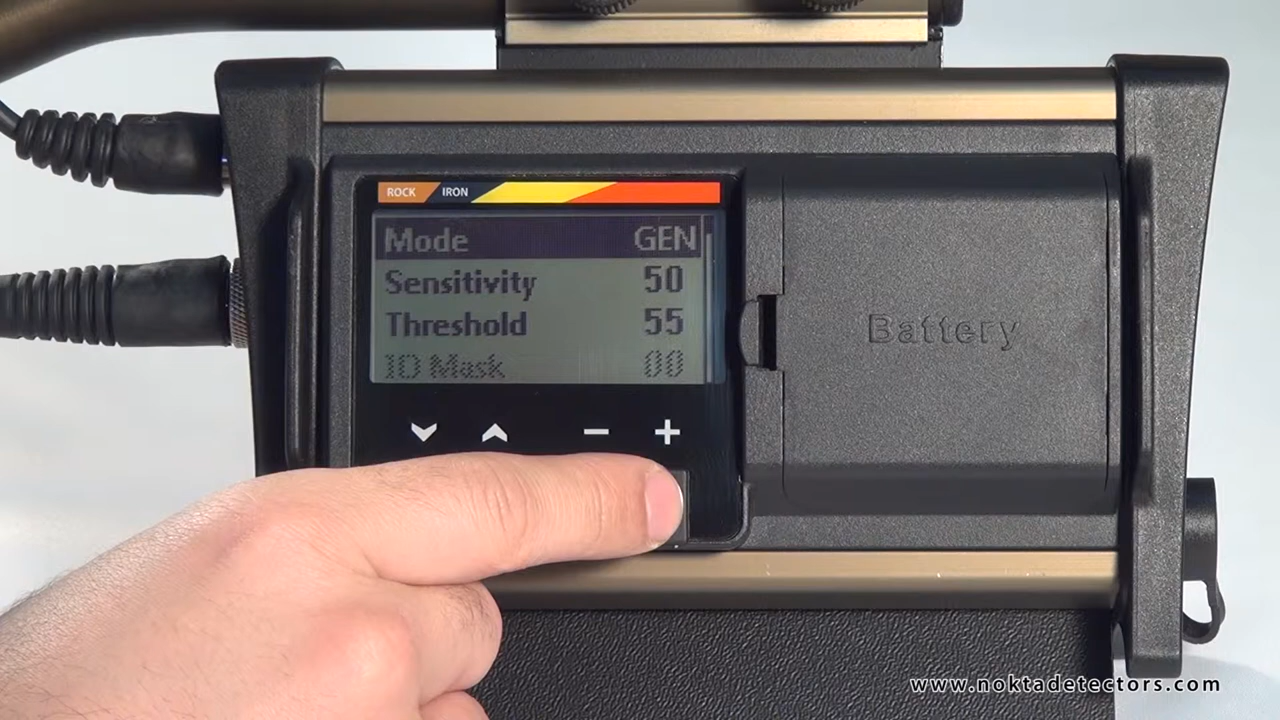 ROCK IRON
Mode GEN
Sensitivity 50
Threshold 55
ID Mask 00
Battery
www.noktadetectors.com